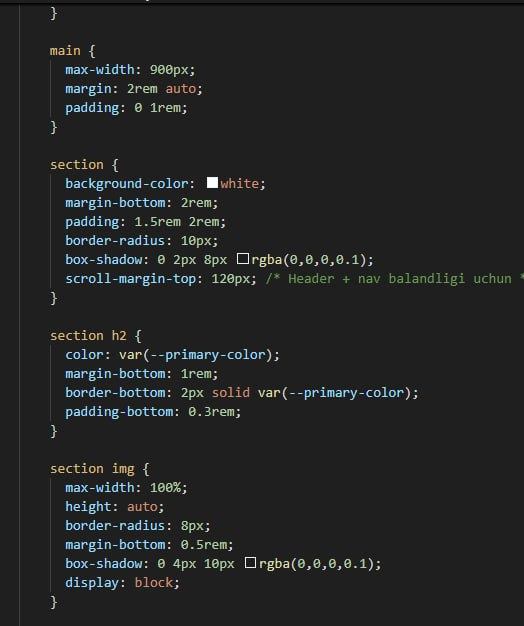 }
main {
max-width: 900px;
margin: 2rem auto;
padding: 0 1rem;
}
section {
background-color: white;
margin-bottom: 2rem;
padding: 1.5rem 2rem;
border-radius: 10px;
box-shadow: 0 2px 8px rgba(0,0,0,0.1);
scroll-margin-top: 120px; /* Header + nav balandligi uchun *
}
section h2 {
color: var(--primary-color);
margin-bottom: 1rem;
border-bottom: 2px solid var(--primary-color);
padding-bottom: 0.3rem;
}
section img {
max-width: 100%;
height: auto;
border-radius: 8px;
margin-bottom: 0.5rem;
box-shadow: 0 4px 10px rgba(0,0,0,0.1);
display: block;
}